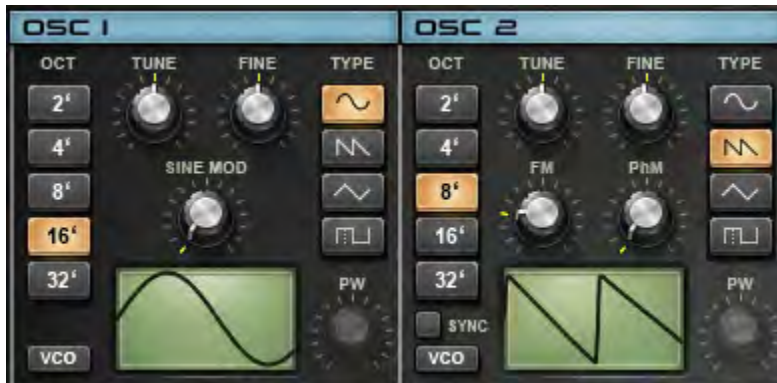 OSC 1
OCT TUNE FINE TYPE
2‘
4‘
SINE MOD
8‘
16‘
32‘
PW
VCO
OSC 2
OCT TUNE FINE TYPE
2‘
4‘
FM PhM
8‘
16‘
32‘
PW
SYNC
VCO